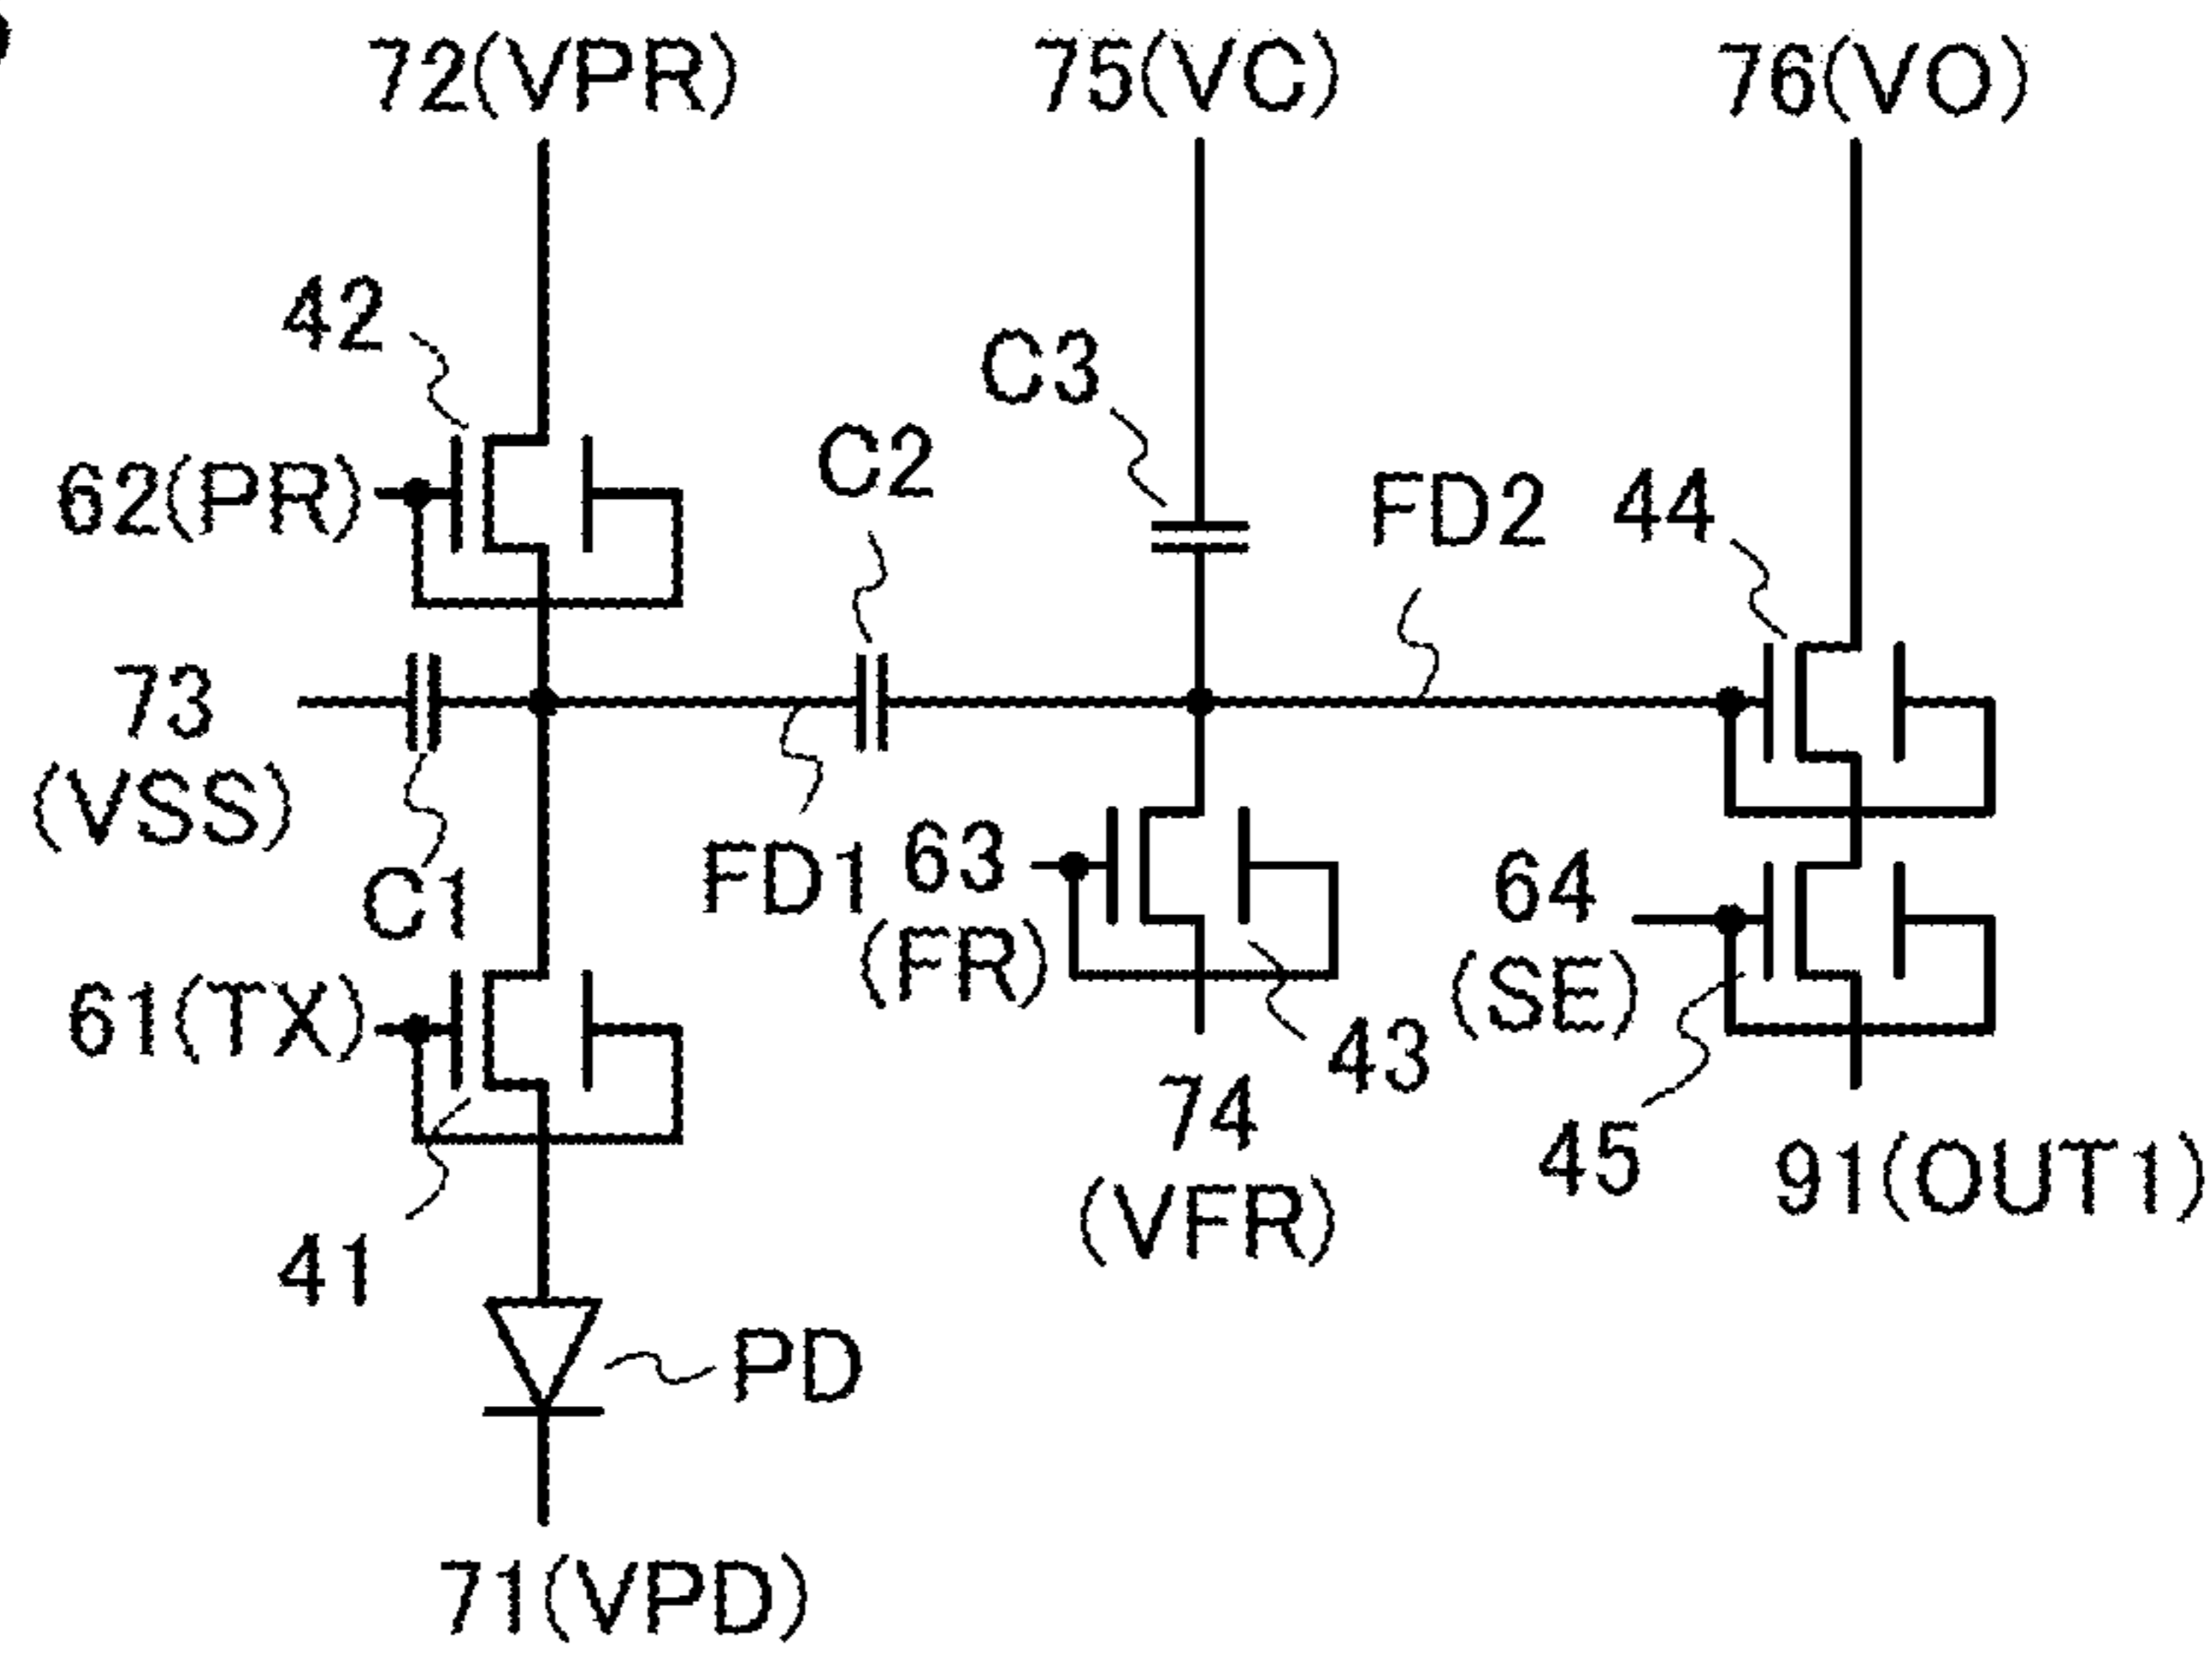 72(VPR)
75(VC)
76(VO)
42
C3
C2
62(PR)
FD2
44
73
(VSS)
C1
FD1
63
(FR)
64
(SE)
61(TX)
43
74
(VFR)
45
91(OUT1)
41
PD
71(VPD)